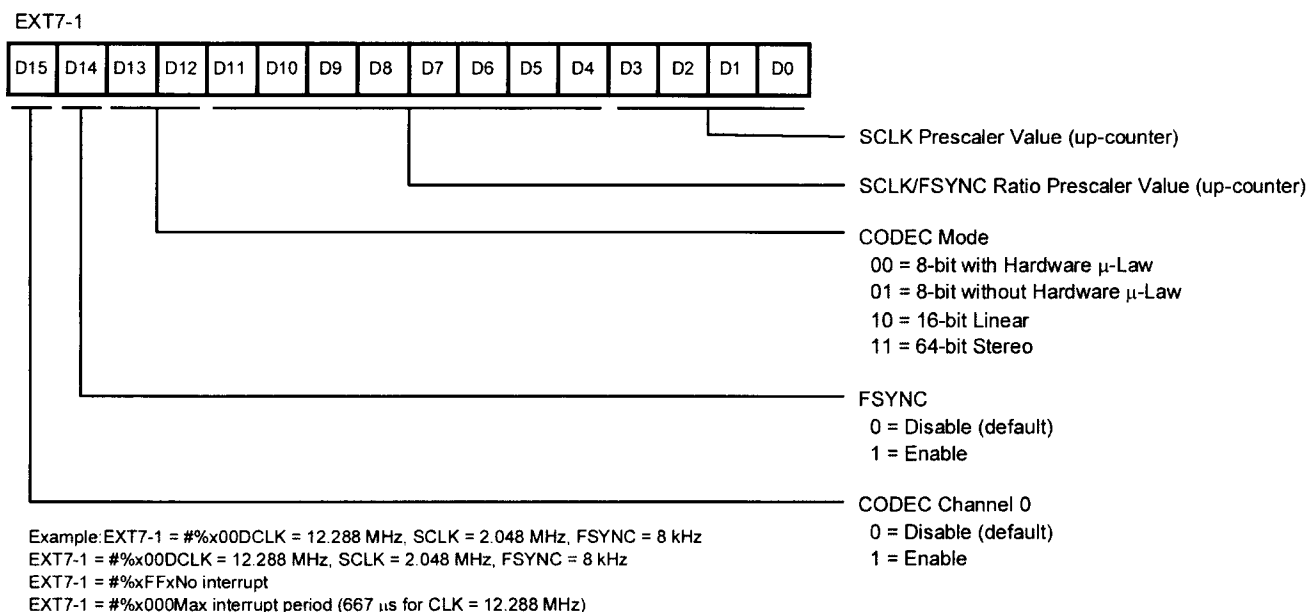 EXT7-1
D15 D14 D13 D12 D11 D10 D9 D8 D7 D6 D5 D4 D3 D2 D1 D0
SCLK Prescaler Value (up-counter)
SCLK/FSYNC Ratio Prescaler Value (up-counter)
CODEC Mode
00 = 8-bit with Hardware μ-Law
01 = 8-bit without Hardware μ-Law
10 = 16-bit Linear
11 = 64-bit Stereo
FSYNC
0 = Disable (default)
1 = Enable
CODEC Channel 0
0 = Disable (default)
1 = Enable
Example:EXT7-1 = #%x00DCLK = 12.288 MHz, SCLK = 2.048 MHz, FSYNC = 8 kHz
EXT7-1 = #%x00DCLK = 12.288 MHz, SCLK = 2.048 MHz, FSYNC = 8 kHz
EXT7-1 = #%xFFxNo interrupt
EXT7-1 = #%x000Max interrupt period (667 μs for CLK = 12.288 MHz)